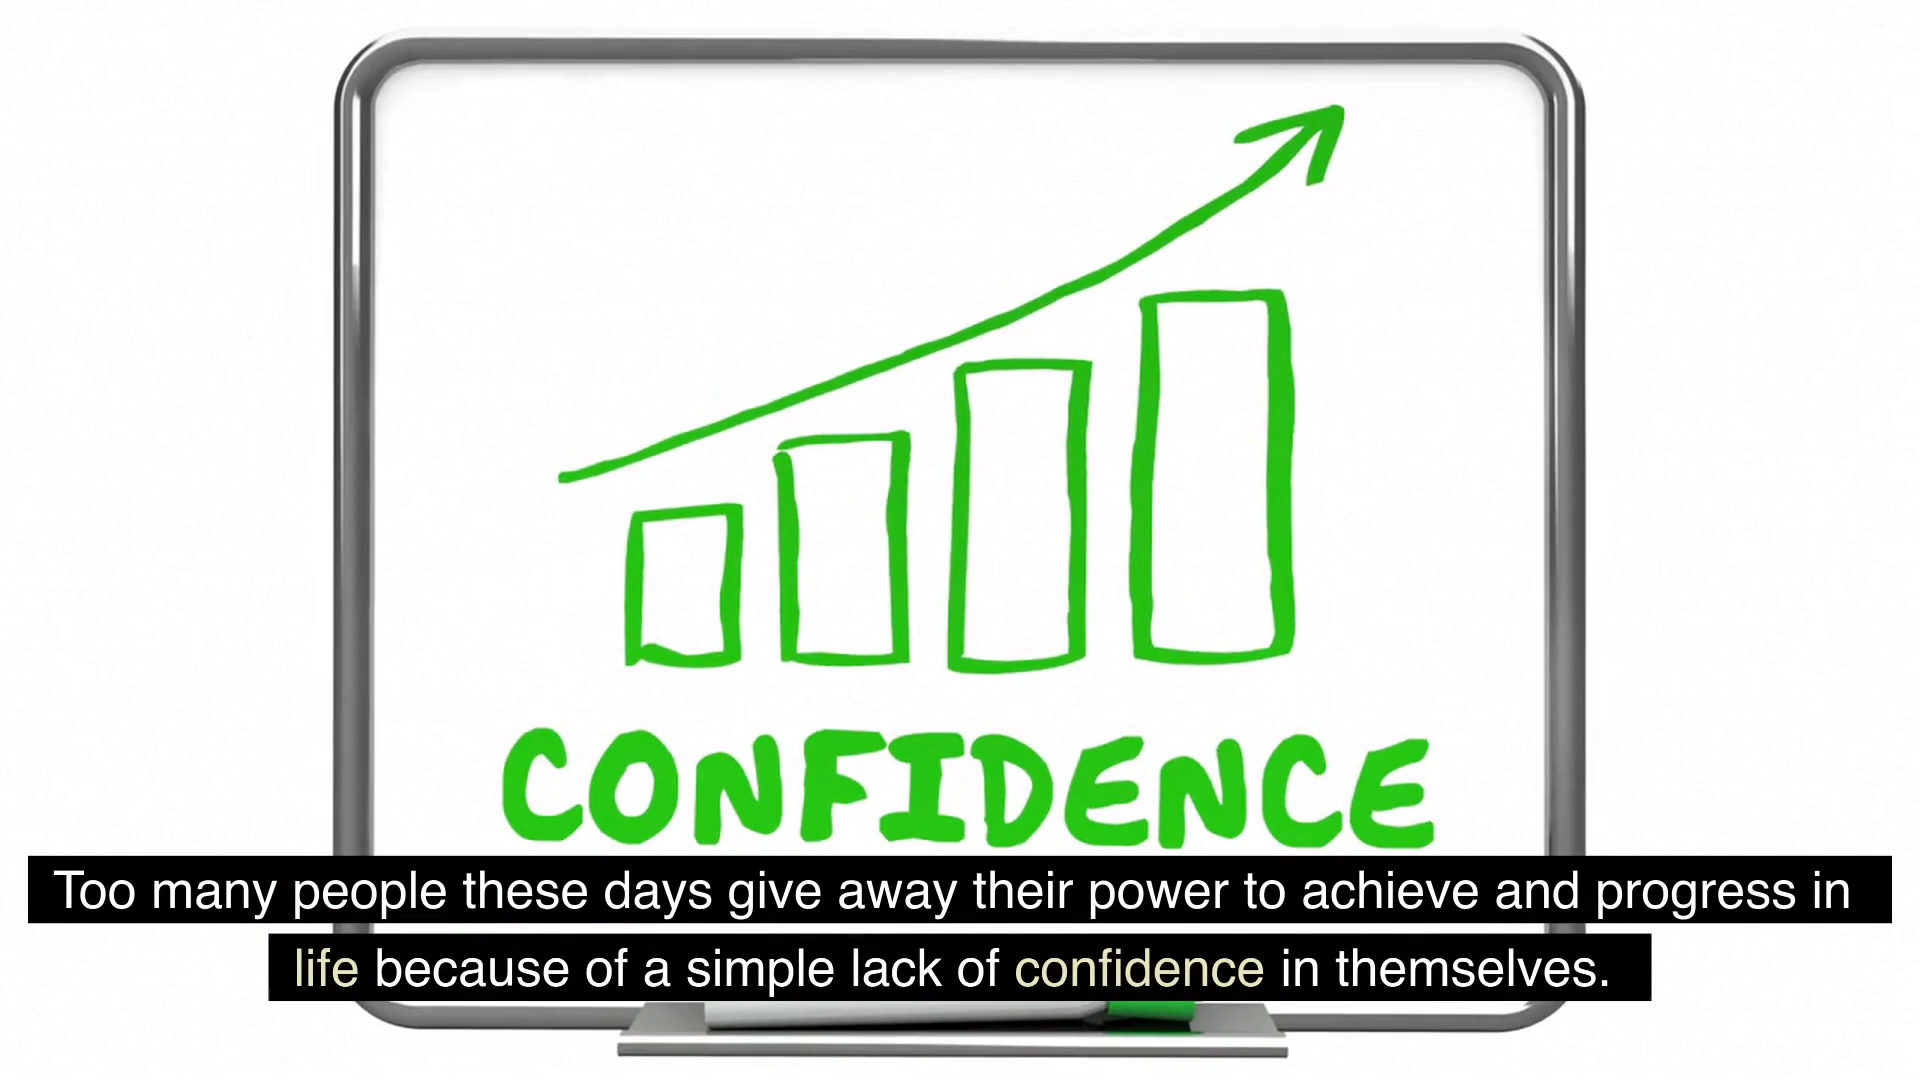 CONFIDENCE
Too many people these days give away their power to achieve and progress in
life because of a simple lack of confidence in themselves.